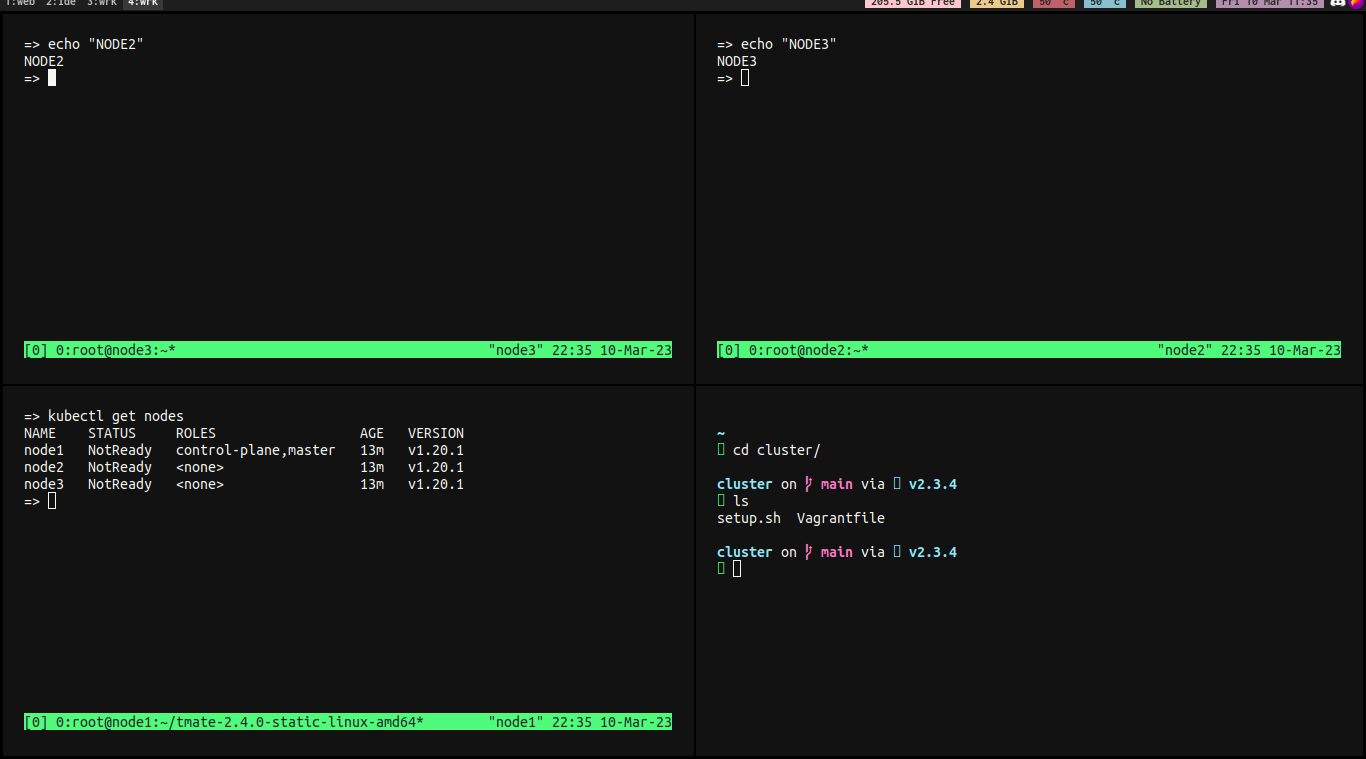 1:web 2:ide 3:wrk 4:wrk 205.5 GiB Free 2.4 GiB 50 °c 50 °c No Battery Fri 10 Mar 11:35
=> echo "NODE2"
NODE2
=>
[0] 0:root@node3:~* "node3" 22:35 10-Mar-23
=> echo "NODE3"
NODE3
=>
[0] 0:root@node2:~* "node2" 22:35 10-Mar-23
=> kubectl get nodes
NAME STATUS ROLES AGE VERSION
node1 NotReady control-plane,master 13m v1.20.1
node2 NotReady <none> 13m v1.20.1
node3 NotReady <none> 13m v1.20.1
=>
[0] 0:root@node1:~/tmate-2.4.0-static-linux-amd64* "node1" 22:35 10-Mar-23
~
cd cluster/
cluster on main via v2.3.4
ls
setup.sh Vagrantfile
cluster on main via v2.3.4